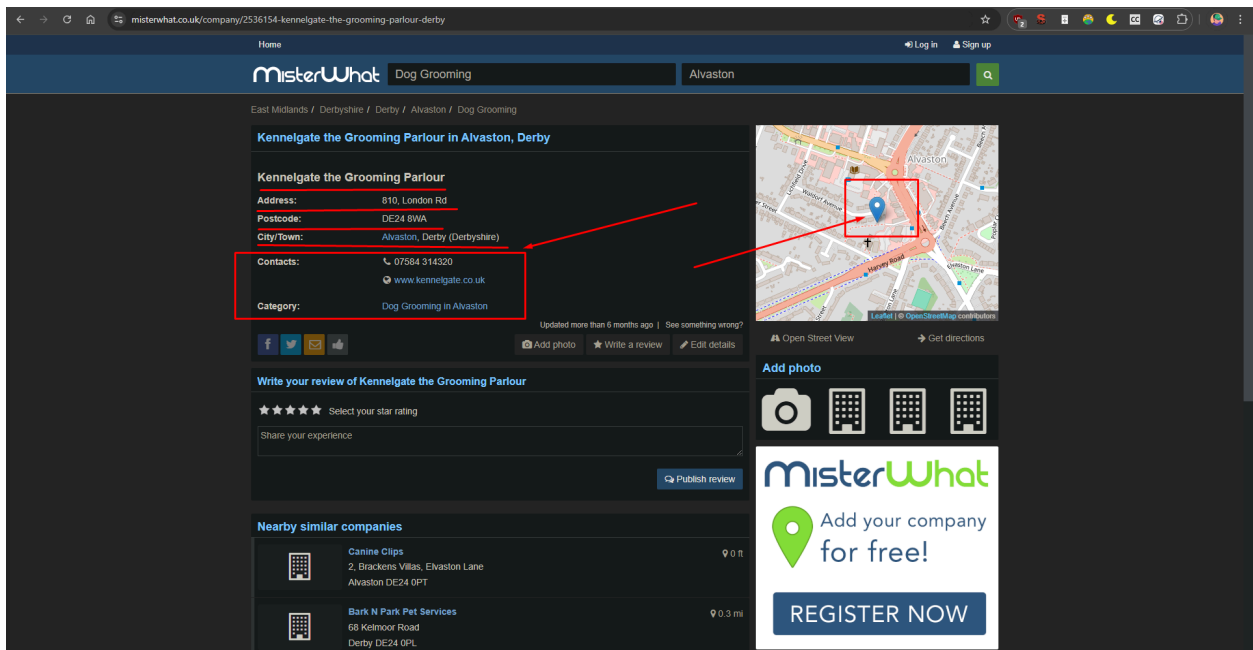 misterwhat.co.uk/company/2536154-kennelgate-the-grooming-parlour-derby
Home
Log in Sign up
MisterWhat Dog Grooming Alvaston
East Midlands / Derbyshire / Derby / Alvaston / Dog Grooming
Kennelgate the Grooming Parlour in Alvaston, Derby
Kennelgate the Grooming Parlour
Address: 810, London Rd
Postcode: DE24 8WA
City/Town: Alvaston, Derby (Derbyshire)
Contacts: 07584 314320
www.kennelgate.co.uk
Category: Dog Grooming in Alvaston
Updated more than 6 months ago | See something wrong?
f Add photo Write a review Edit details
Write your review of Kennelgate the Grooming Parlour
Select your star rating
Share your experience
Publish review
Nearby similar companies
Canine Clips 0 ft
2, Brackens Villas, Elvaston Lane
Alvaston DE24 0PT
Bark N Park Pet Services 0.3 mi
68 Kelmoor Road
Derby DE24 0PL
Alvaston
Lichfield Drive
Waldorf Avenue
Beech Avenue
Harvey Road
Elvaston Lane
Leaflet | © OpenStreetMap contributors
Open Street View Get directions
Add photo
MisterWhat
Add your company
for free!
REGISTER NOW